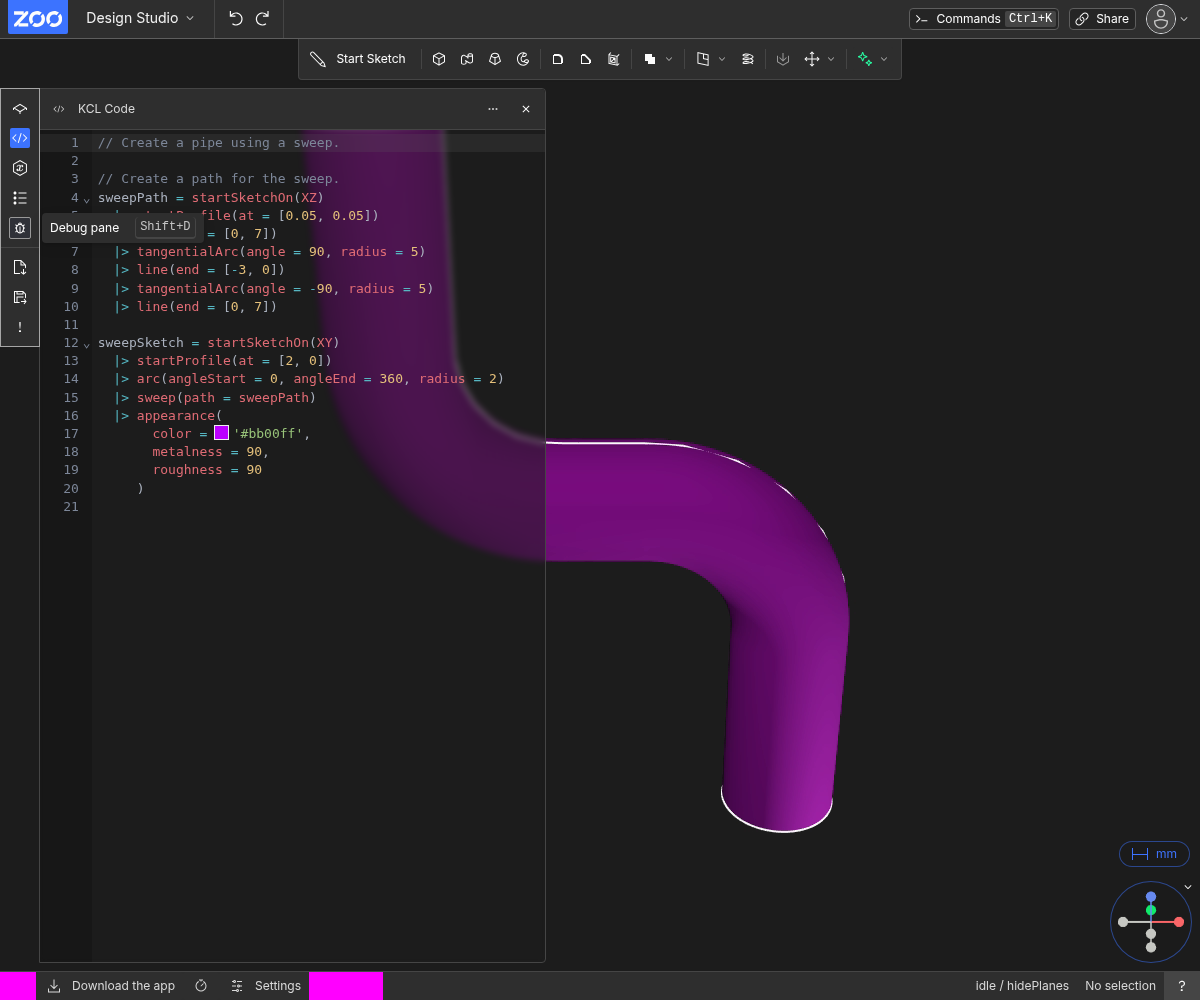 ZOO
Design Studio
Commands Ctrl+K
Share
Start Sketch
KCL Code
1 // Create a pipe using a sweep.
2
3 // Create a path for the sweep.
4 sweepPath = startSketchOn(XZ)
file(at = [0.05, 0.05])
= [0, 7])
Debug pane Shift+D
7 |> tangentialArc(angle = 90, radius = 5)
8 |> line(end = [-3, 0])
9 |> tangentialArc(angle = -90, radius = 5)
10 |> line(end = [0, 7])
11
12 sweepSketch = startSketchOn(XY)
13 |> startProfile(at = [2, 0])
14 |> arc(angleStart = 0, angleEnd = 360, radius = 2)
15 |> sweep(path = sweepPath)
16 |> appearance(
17 color = '#bb00ff',
18 metalness = 90,
19 roughness = 90
20 )
21
mm
Download the app
Settings
idle / hidePlanes
No selection
?